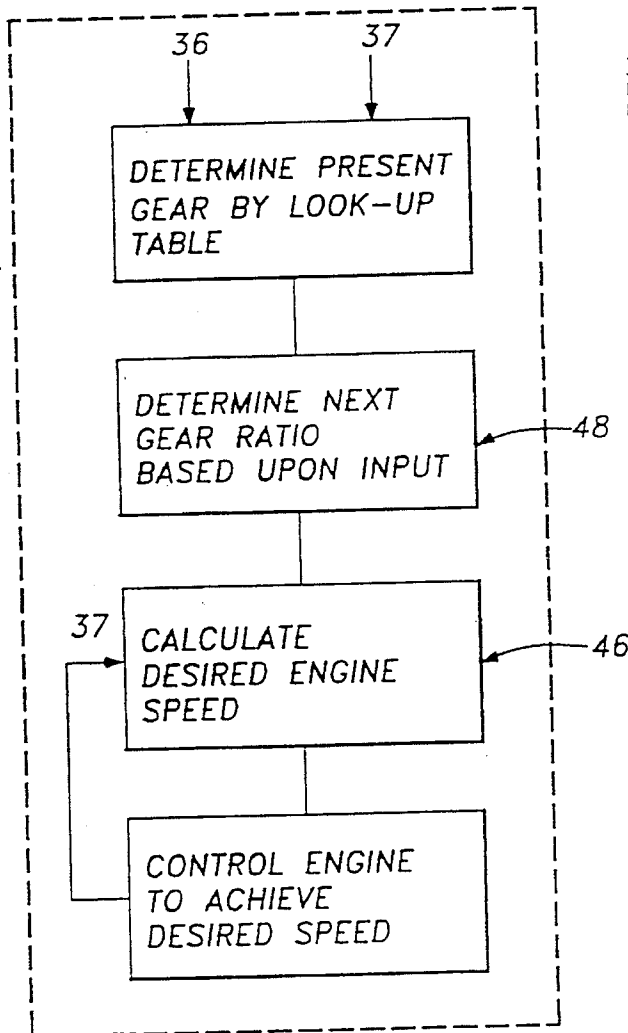 36
37
DETERMINE PRESENT
GEAR BY LOOK-UP
TABLE
DETERMINE NEXT
GEAR RATIO
BASED UPON INPUT
48
37
CALCULATE
DESIRED ENGINE
SPEED
46
CONTROL ENGINE
TO ACHIEVE
DESIRED SPEED